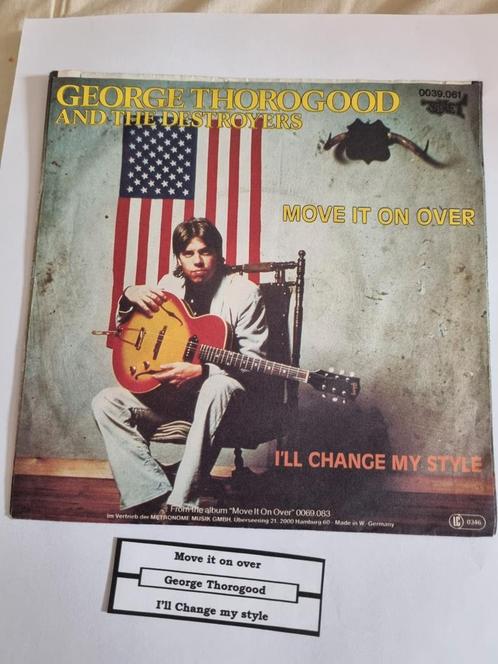 GEORGE THOROGOOD
AND THE DESTROYERS
0039.061
MOVE IT ON OVER
I'LL CHANGE MY STYLE
From the album "Move It On Over" 0069.083
Im Vertrieb der METRONOME MUSIK GMBH, Überseering 21, 2000 Hamburg 60 - Made in W.-Germany
LC 0346
Move it on over
George Thorogood
I'll Change my style